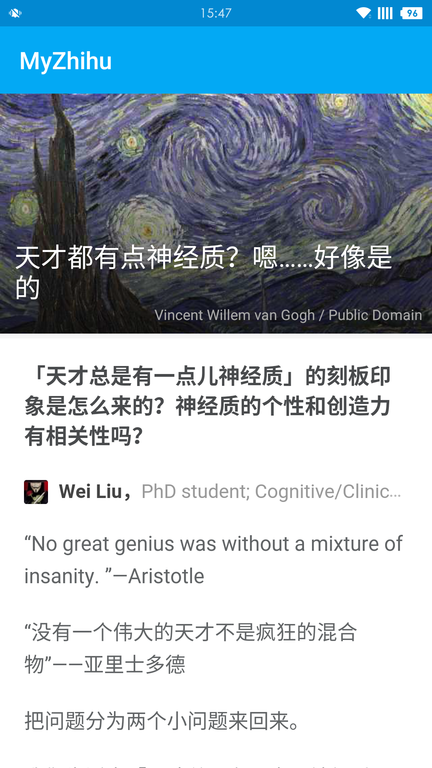 15:47
96
MyZhihu
天才都有点神经质？嗯……好像是
的
Vincent Willem van Gogh / Public Domain
「天才总是有一点儿神经质」的刻板印
象是怎么来的？神经质的个性和创造力
有相关性吗？
Wei Liu，PhD student; Cognitive/Clinic…
“No great genius was without a mixture of
insanity. ”—Aristotle
“没有一个伟大的天才不是疯狂的混合
物”——亚里士多德
把问题分为两个小问题来回来。